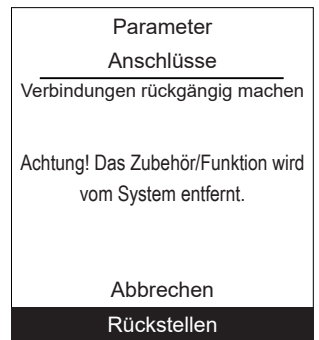 Parameter
Anschlüsse
Verbindungen rückgängig machen
Achtung! Das Zubehör/Funktion wird
vom System entfernt.
Abbrechen
Rückstellen